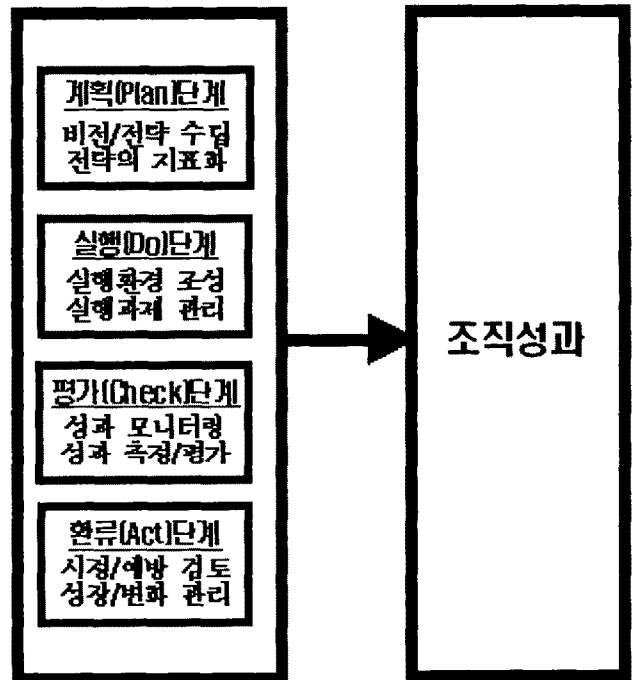 계획(Plan)단계
비전/전략 수립
전략의 지표화
실행(Do)단계
실행환경 조성
실행과제 관리
평가(Check)단계
성과 모니터링
성과 측정/평가
환류(Act)단계
시정/예방 검토
성장/변화 관리
조직성과